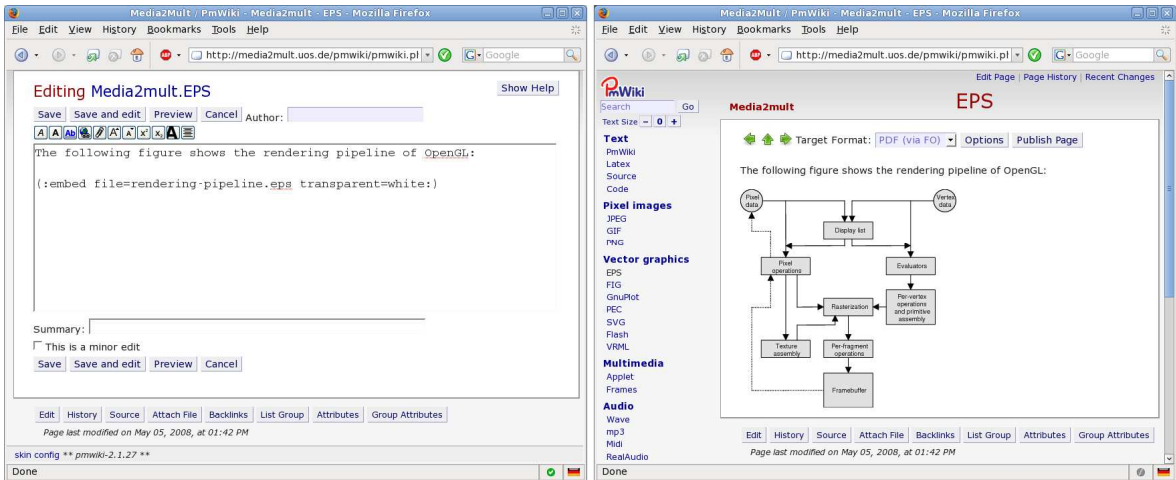 Media2Mult / PmWiki - Media2mult - EPS - Mozilla Firefox
File Edit View History Bookmarks Tools Help
ABP http://media2mult.uos.de/pmwiki/pmwiki.pl G Google
Editing Media2mult.EPS
Show Help
Save Save and edit Preview Cancel Author:
A A Ab A A x² x₂ A
The following figure shows the rendering pipeline of OpenGL:
(:embed file=rendering-pipeline.eps transparent=white:)
Summary:
This is a minor edit
Save Save and edit Preview Cancel
Edit History Source Attach File Backlinks List Group Attributes Group Attributes
Page last modified on May 05, 2008, at 01:42 PM
skin config ** pmwiki-2.1.27 **
Done
Media2Mult / PmWiki - Media2mult - EPS - Mozilla Firefox
File Edit View History Bookmarks Tools Help
ABP http://media2mult.uos.de/pmwiki/pmwiki.pl G Google
PmWiki
Edit Page | Page History | Recent Changes
Search Go
Media2mult
EPS
Text Size - 0 +
Text
PmWiki
Latex
Source
Code
Pixel images
JPEG
GIF
PNG
Vector graphics
EPS
FIG
GnuPlot
PEC
SVG
Flash
VRML
Multimedia
Applet
Frames
Audio
Wave
mp3
Midi
RealAudio
Target Format: PDF (via FO) Options Publish Page
The following figure shows the rendering pipeline of OpenGL:
Pixel
data
Vertex
data
Display list
Pixel
operations
Evaluators
Rasterization
Per-vertex
operations
and primitive
assembly
Texture
assembly
Per-fragment
operations
Framebuffer
Edit History Source Attach File Backlinks List Group Attributes Group Attributes
Page last modified on May 05, 2008, at 01:42 PM
Done